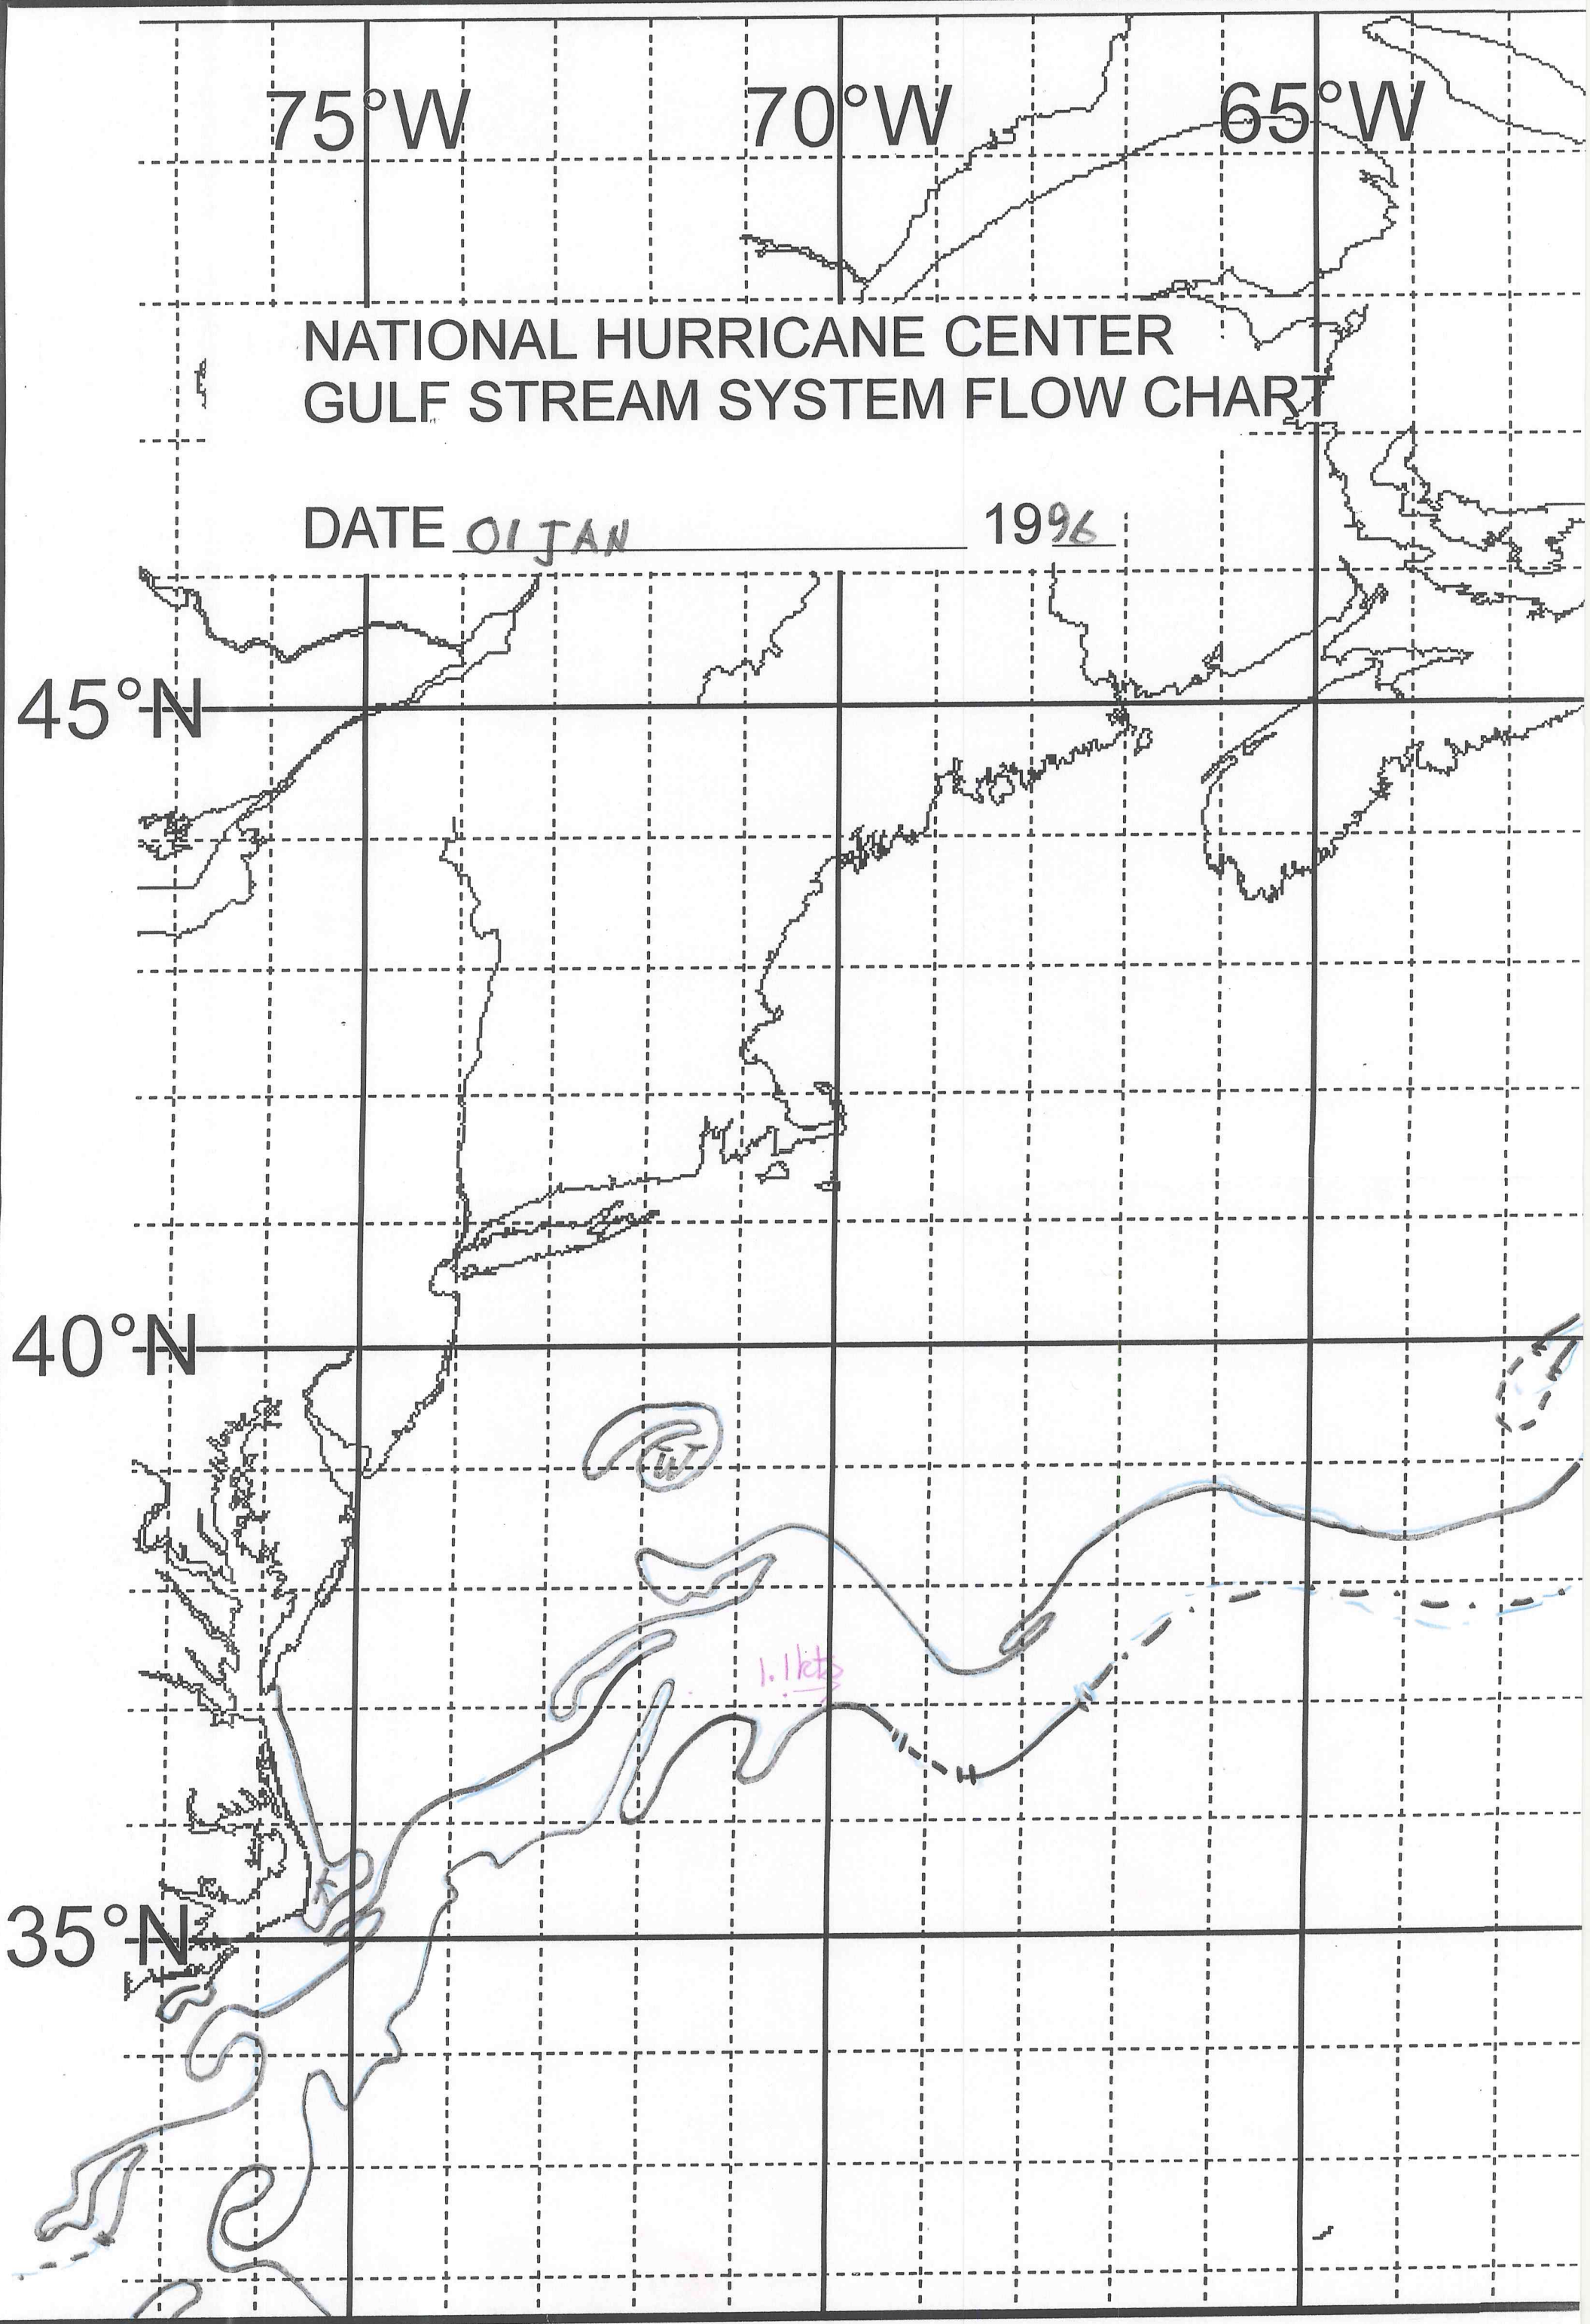 75°W 70°W 65°W
NATIONAL HURRICANE CENTER
GULF STREAM SYSTEM FLOW CHART
DATE 01 JAN 1996
45°N
40°N
W
1.1kts
35°N